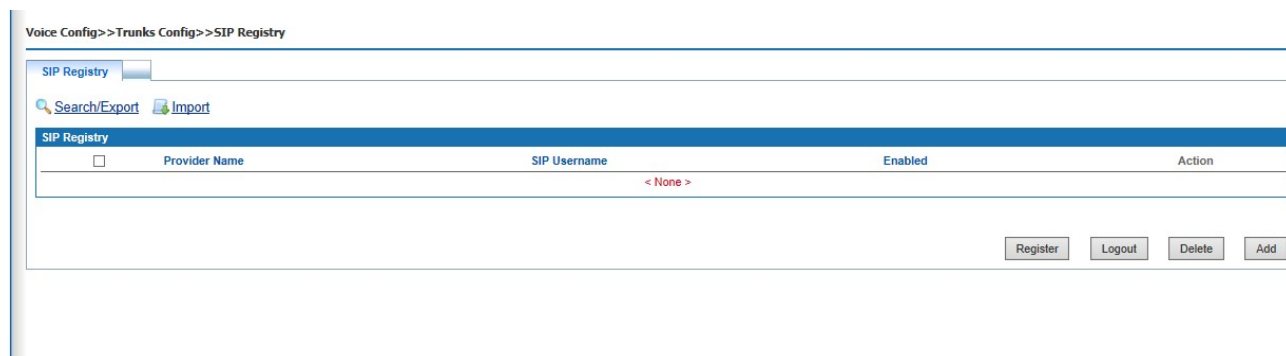 Voice Config>>Trunks Config>>SIP Registry
SIP Registry
Search/Export Import
SIP Registry
Provider Name SIP Username Enabled Action
< None >
Register Logout Delete Add